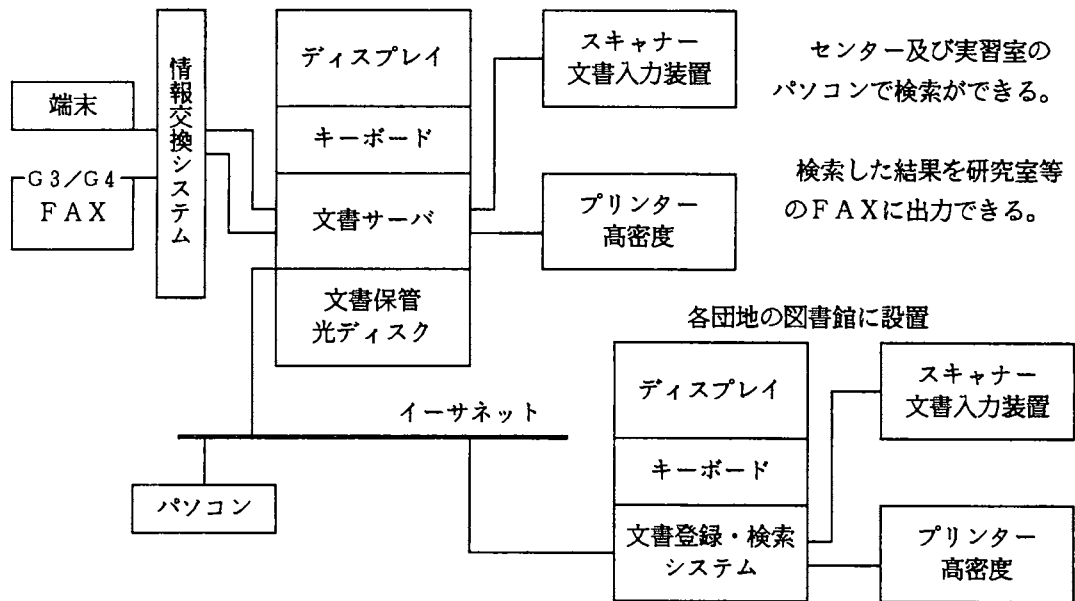 端末
G3/G4
FAX
情報交換システム
ディスプレイ
キーボード
文書サーバ
文書保管
光ディスク
スキャナー
文書入力装置
プリンター
高密度
センター及び実習室の
パソコンで検索ができる。
検索した結果を研究室等
のFAXに出力できる。
イーサネット
パソコン
各団地の図書館に設置
ディスプレイ
キーボード
文書登録・検索
システム
スキャナー
文書入力装置
プリンター
高密度